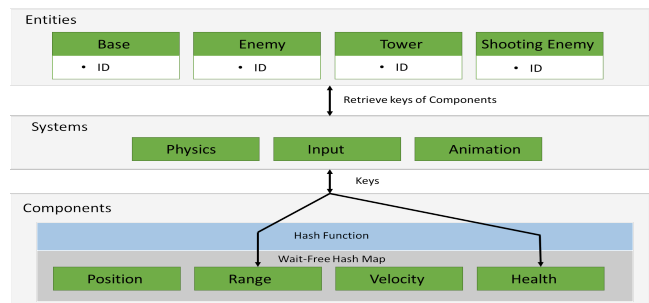 Entities
Base Enemy Tower Shooting Enemy
• ID • ID • ID • ID
Retrieve keys of Components
Systems
Physics Input Animation
Keys
Components
Hash Function
Wait-Free Hash Map
Position Range Velocity Health